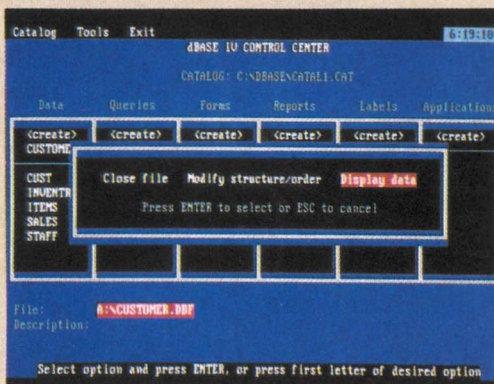 Catalog Tools Exit 6:19:10
dBASE IV CONTROL CENTER
CATALOG: C:\DBASE\CATAL1.CAT
Data Queries Forms Reports Labels Application
<create> <create> <create> <create> <create> <create>
CUSTOME
CUST
INVENTR
ITEMS
SALES
STAFF
Close file Modify structure/order Display data
Press ENTER to select or ESC to cancel
File: A:\CUSTOMER.DBF
Description:
Select option and press ENTER, or press first letter of desired option